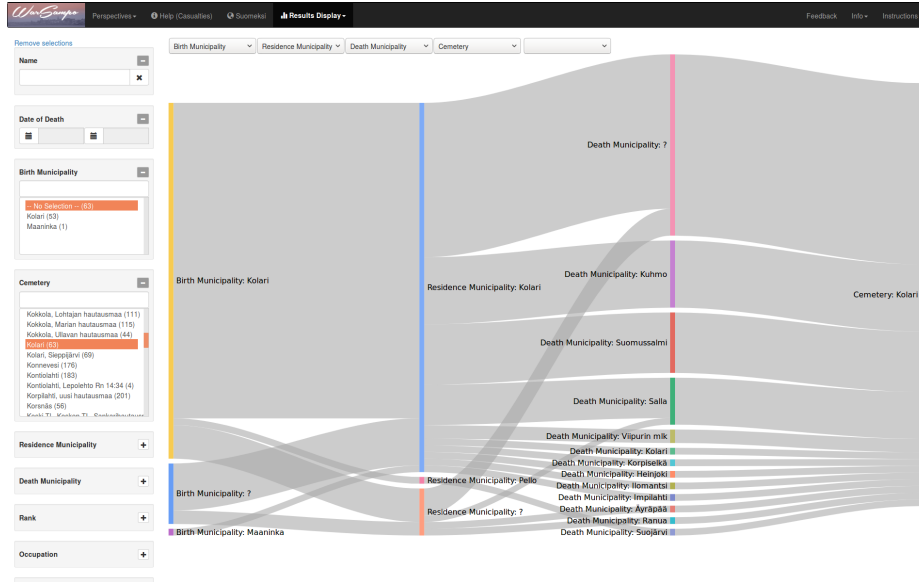 WarSampo
Perspectives
Help (Casualties)
Suomeksi
Results Display
Feedback
Info
Instructions
Remove selections
Name
Date of Death
Birth Municipality
-- No Selection -- (63)
Kolari (53)
Maaninka (1)
Cemetery
Kokkola, Lohtajan hautausmaa (111)
Kokkola, Marian hautausmaa (115)
Kokkola, Ullavan hautausmaa (44)
Kolari (63)
Kolari, Sieppijärvi (69)
Konnevesi (176)
Kontiolahti (183)
Kontiolahti, Lepolehto Rn 14:34 (4)
Korpilahti, uusi hautausmaa (201)
Korsnäs (56)
Residence Municipality
Death Municipality
Rank
Occupation
Birth Municipality
Residence Municipality
Death Municipality
Cemetery
Birth Municipality: Kolari
Birth Municipality: ?
Birth Municipality: Maaninka
Residence Municipality: Kolari
Residence Municipality: Pello
Residence Municipality: ?
Death Municipality: ?
Death Municipality: Kuhmo
Death Municipality: Suomussalmi
Death Municipality: Salla
Death Municipality: Viipurin mlk
Death Municipality: Kolari
Death Municipality: Korpiselkä
Death Municipality: Heinjoki
Death Municipality: Ilomantsi
Death Municipality: Impilahti
Death Municipality: Äyräpää
Death Municipality: Ranua
Death Municipality: Suojärvi
Cemetery: Kolari